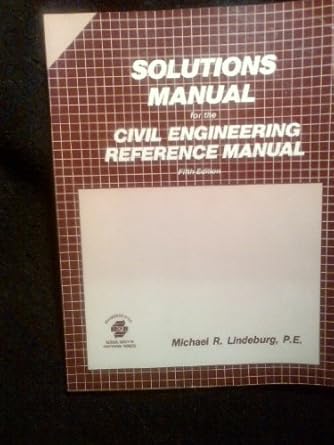 SOLUTIONS
MANUAL
for the
CIVIL ENGINEERING
REFERENCE MANUAL
Fifth Edition
Michael R. Lindeburg, P.E.